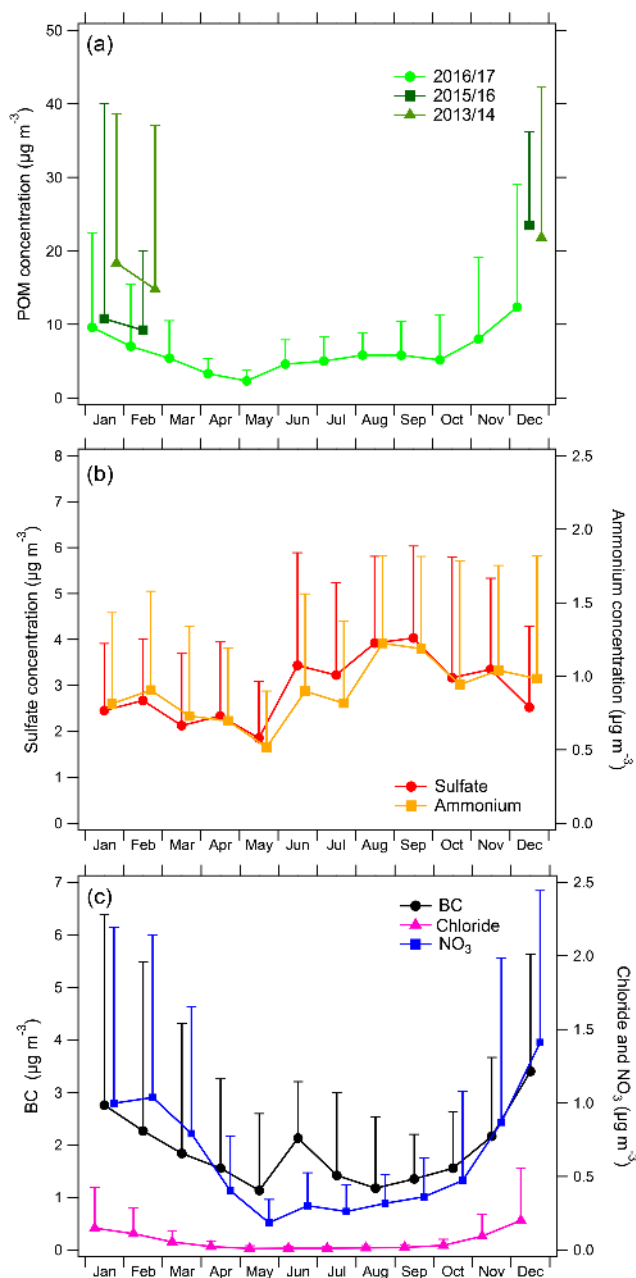 50
(a)
40
30
20
10
0
POM concentration (µg m⁻³)
2016/17
2015/16
2013/14
Jan Feb Mar Apr May Jun Jul Aug Sep Oct Nov Dec
8
(b)
7
6
5
4
3
2
1
0
Sulfate concentration (µg m⁻³)
2.5
2.0
1.5
1.0
0.5
0.0
Ammonium concentration (µg m⁻³)
Sulfate
Ammonium
Jan Feb Mar Apr May Jun Jul Aug Sep Oct Nov Dec
7
(c)
6
5
4
3
2
1
0
BC (µg m⁻³)
BC
Chloride
NO₃
2.5
2.0
1.5
1.0
0.5
0.0
Chloride and NO₃ (µg m⁻³)
Jan Feb Mar Apr May Jun Jul Aug Sep Oct Nov Dec